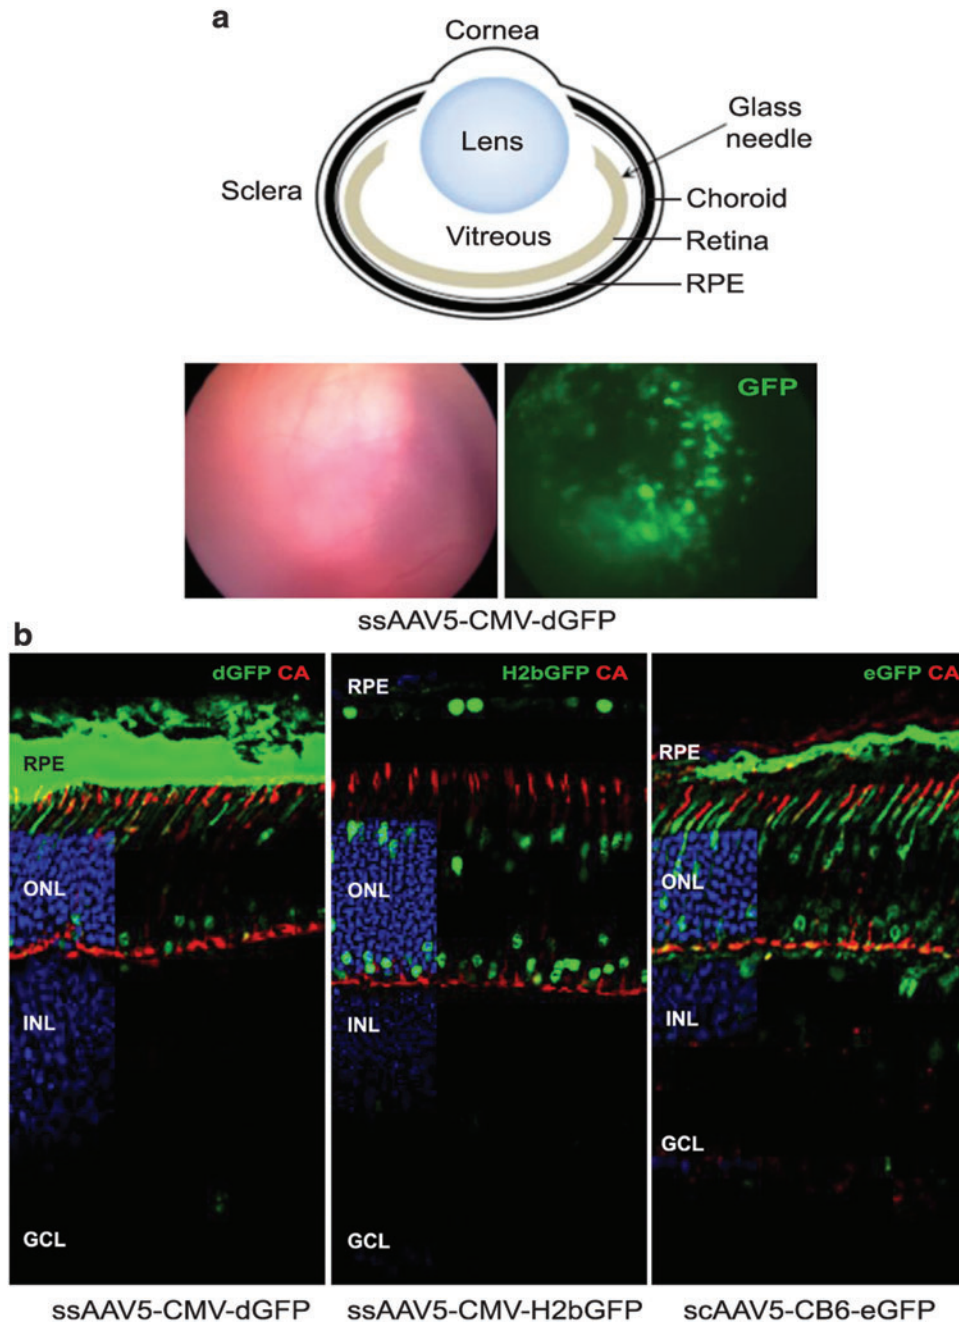 a
Cornea
Glass
needle
Lens
Sclera
Choroid
Vitreous
Retina
RPE
GFP
ssAAV5-CMV-dGFP
b
dGFP CA
RPE
ONL
INL
GCL
H2bGFP CA
RPE
ONL
INL
GCL
eGFP CA
RPE
ONL
INL
GCL
ssAAV5-CMV-dGFP
ssAAV5-CMV-H2bGFP
scAAV5-CB6-eGFP